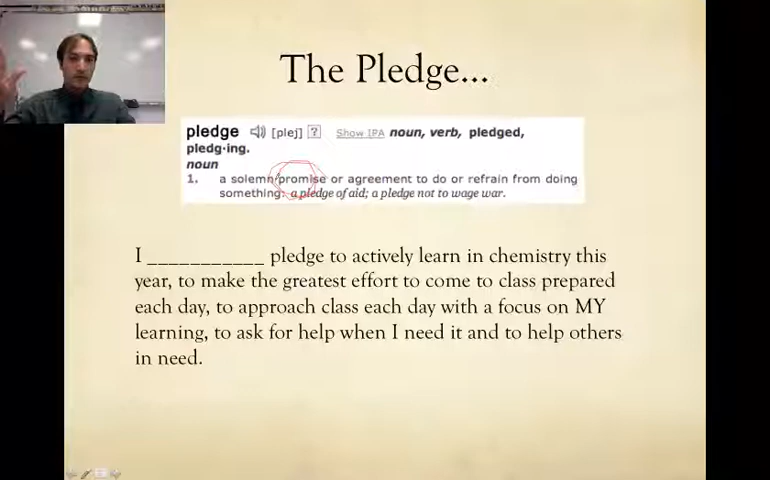 The Pledge...
pledge [plej] ? Show IPA noun, verb, pledged,
pledg·ing.
noun
1. a solemn promise or agreement to do or refrain from doing
something: a pledge of aid; a pledge not to wage war.
I ___________ pledge to actively learn in chemistry this
year, to make the greatest effort to come to class prepared
each day, to approach class each day with a focus on MY
learning, to ask for help when I need it and to help others
in need.